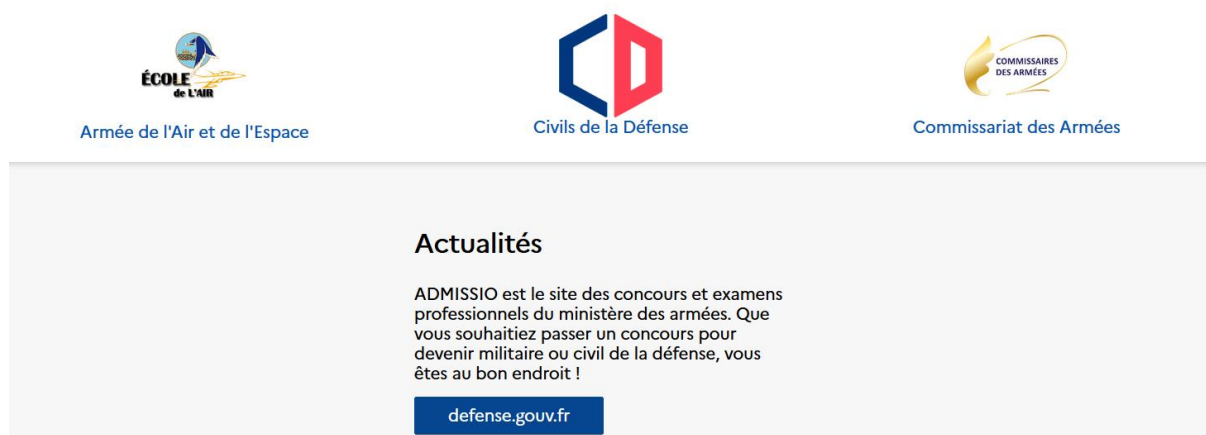 ÉCOLE
de L'AIR
Armée de l'Air et de l'Espace
CD
Civils de la Défense
COMMISSAIRES
DES ARMÉES
Commissariat des Armées
Actualités
ADMISSIO est le site des concours et examens
professionnels du ministère des armées. Que
vous souhaitiez passer un concours pour
devenir militaire ou civil de la défense, vous
êtes au bon endroit !
defense.gouv.fr